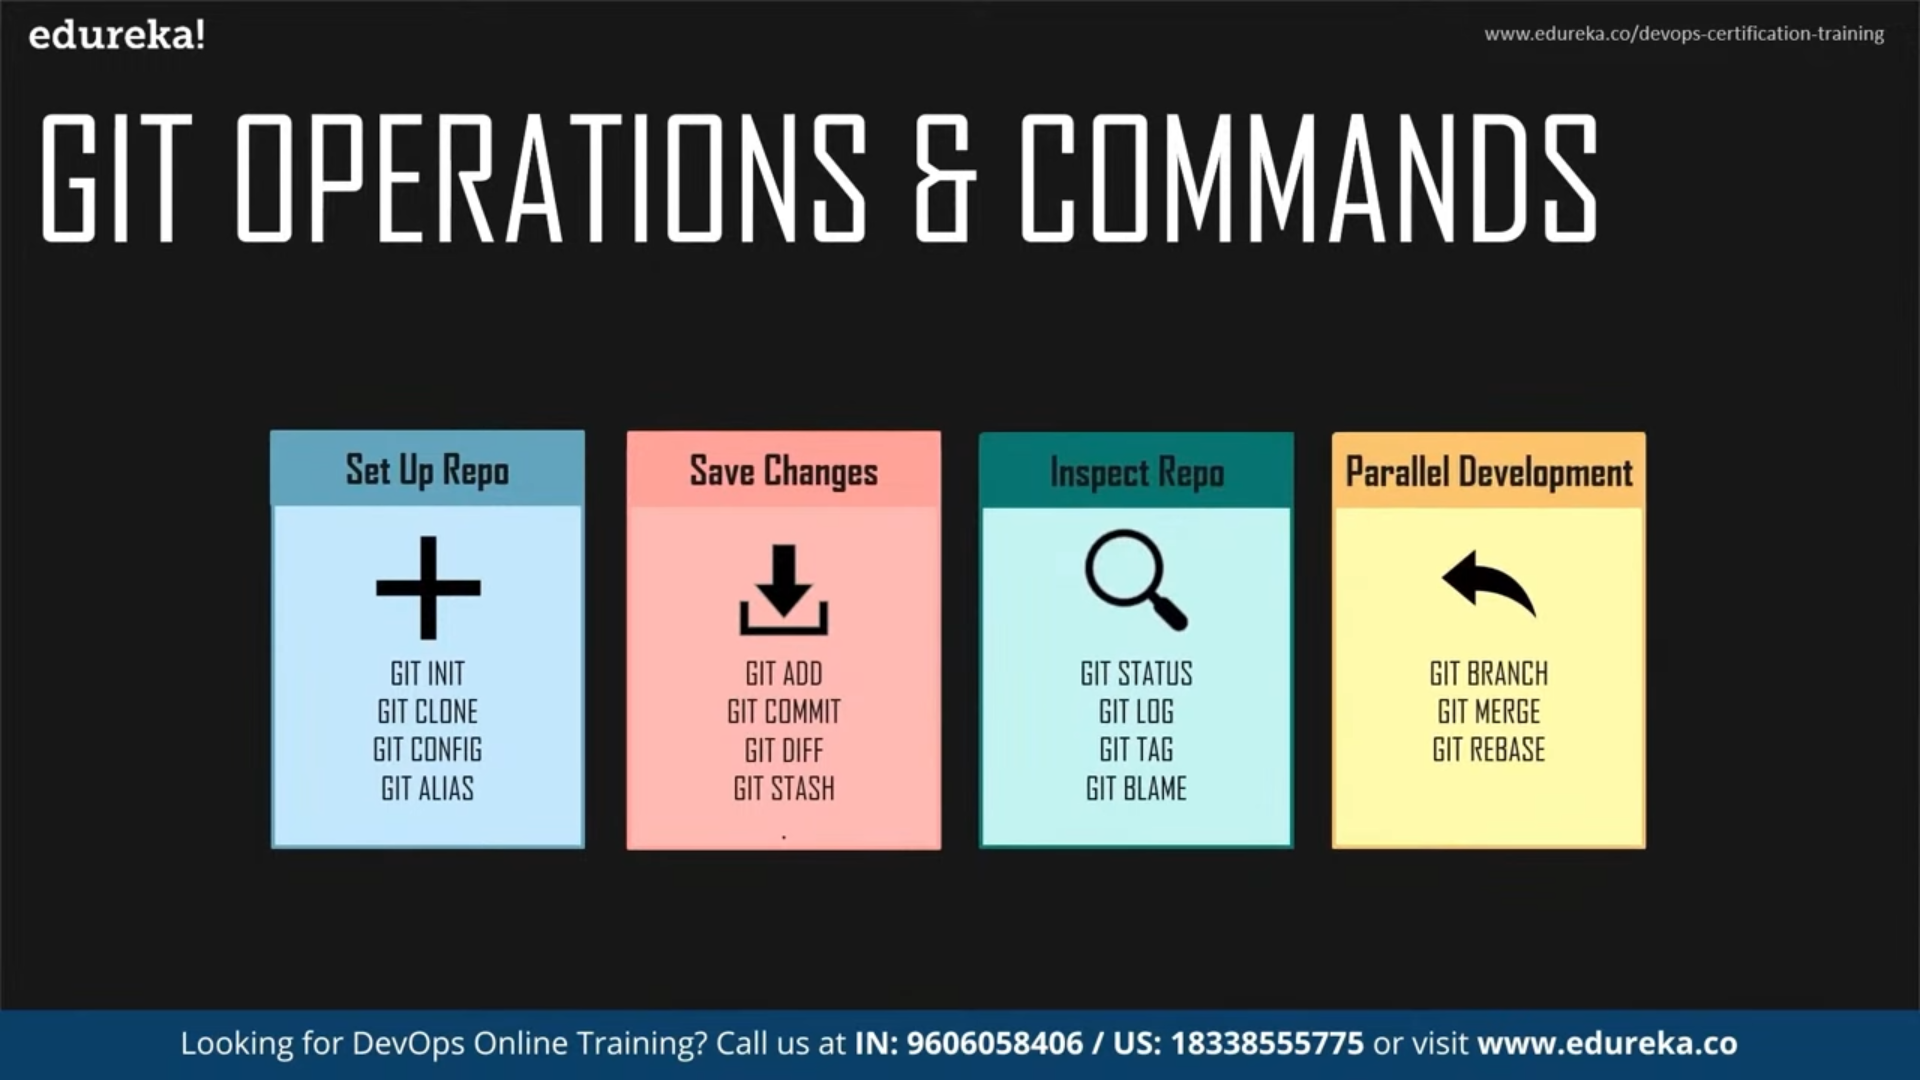 edureka!
www.edureka.co/devops-certification-training
GIT OPERATIONS & COMMANDS
Set Up Repo
GIT INIT
GIT CLONE
GIT CONFIG
GIT ALIAS
Save Changes
GIT ADD
GIT COMMIT
GIT DIFF
GIT STASH
.
Inspect Repo
GIT STATUS
GIT LOG
GIT TAG
GIT BLAME
Parallel Development
GIT BRANCH
GIT MERGE
GIT REBASE
Looking for DevOps Online Training? Call us at IN: 9606058406 / US: 18338555775 or visit www.edureka.co